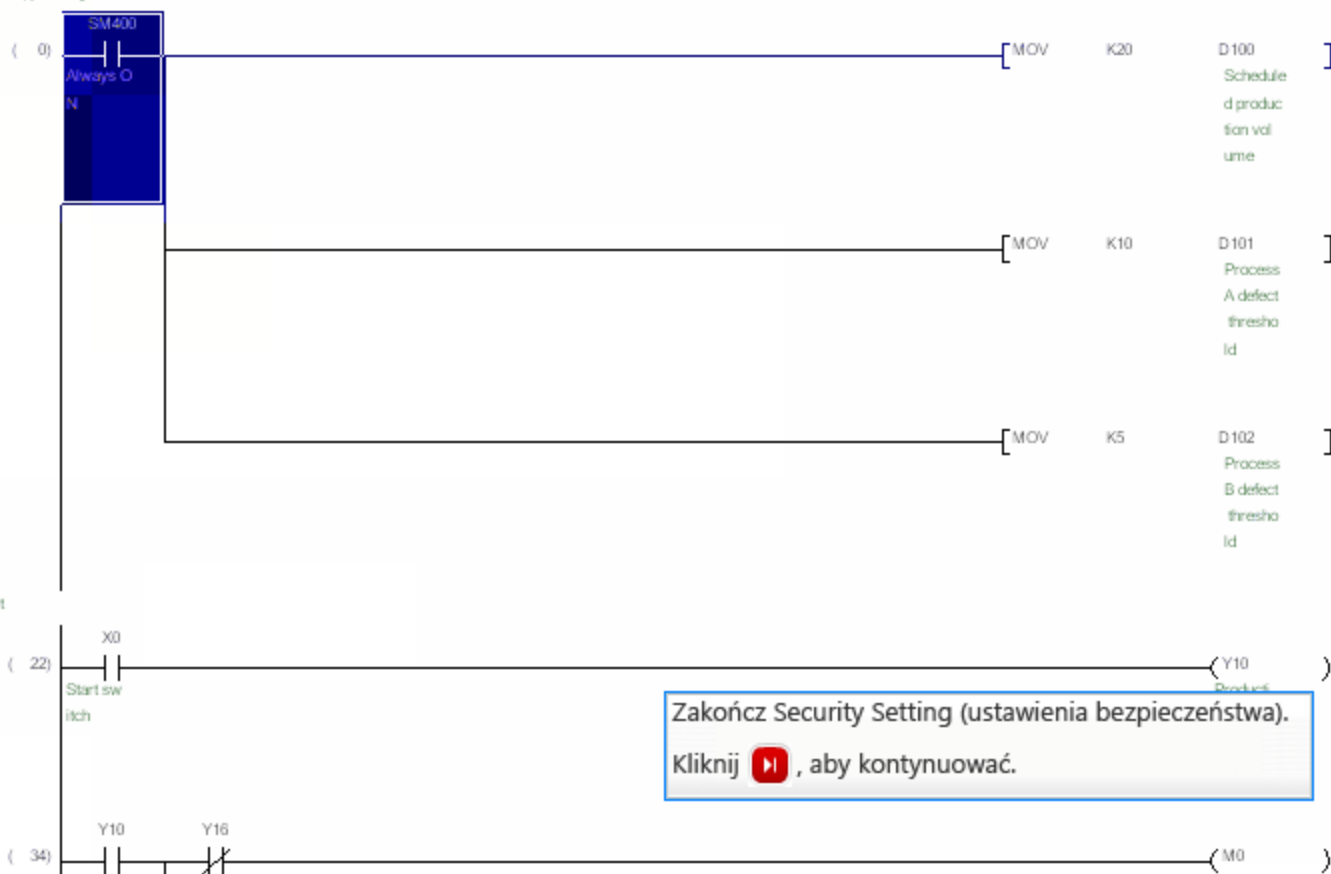 SM400
( 0) MOV K20 D100
Always O
N
Schedule
d produc
tion vol
ume
MOV K10 D101
Process
A defect
thresho
ld
MOV K5 D102
Process
B defect
thresho
ld
X0
( 22) Y10
Start sw
itch
Producti
Zakończ Security Setting (ustawienia bezpieczeństwa).
Kliknij , aby kontynuować.
Y10 Y16
( 34) M0